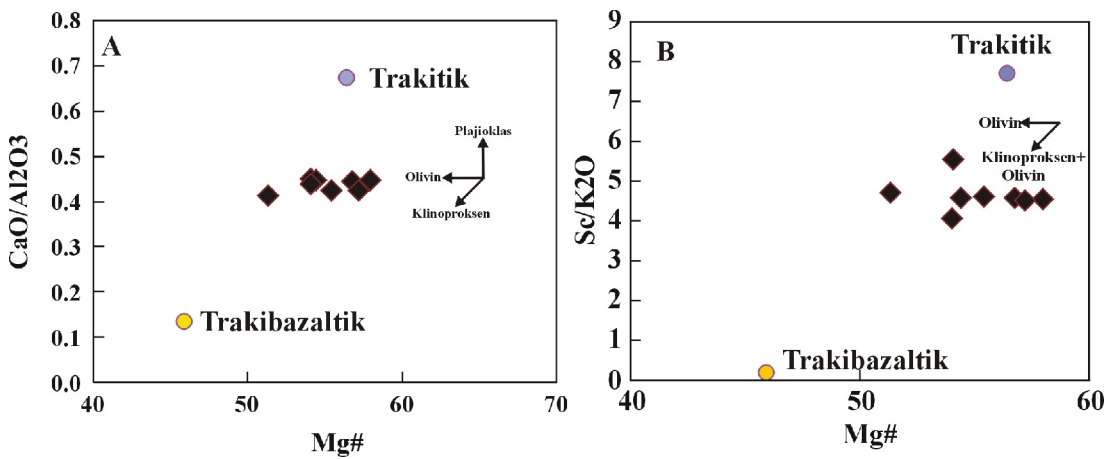 A
0.8
0.7
0.6
0.5
0.4
0.3
0.2
0.1
0.0
CaO/Al2O3
Trakitik
Plajioklas
Olivin
Klinoproksen
Trakibazaltik
40
50
60
70
Mg#
B
9
8
7
6
5
4
3
2
1
0
Sc/K2O
Trakitik
Olivin
Klinoproksen+
Olivin
Trakibazaltik
40
50
60
Mg#